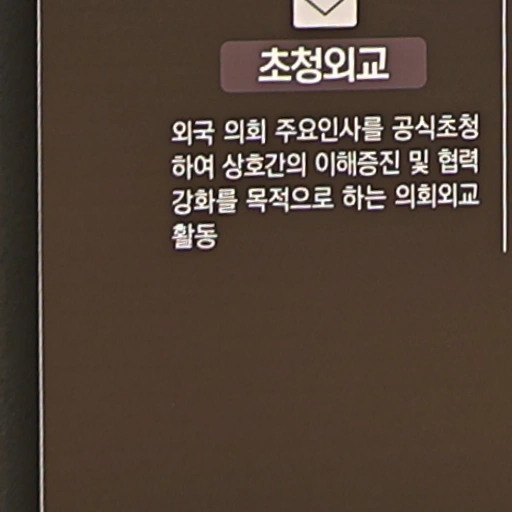 초청외교
외국 의회 주요인사를 공식초청
하여 상호간의 이해증진 및 협력
강화를 목적으로 하는 의회외교
활동